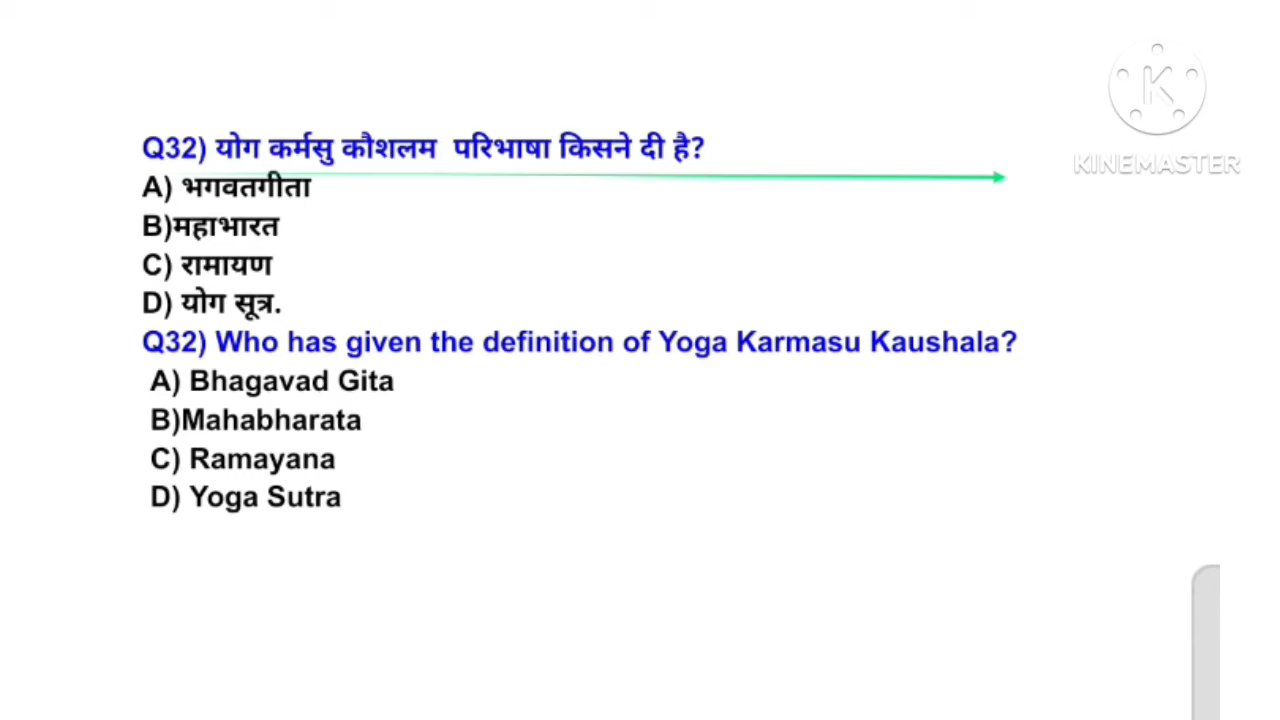 Q32) योग कर्मसु कौशलम  परिभाषा किसने दी है?
A) भगवतगीता
B)महाभारत
C) रामायण
D) योग सूत्र.
Q32) Who has given the definition of Yoga Karmasu Kaushala?
A) Bhagavad Gita
B)Mahabharata
C) Ramayana
D) Yoga Sutra
K
KINEMASTER